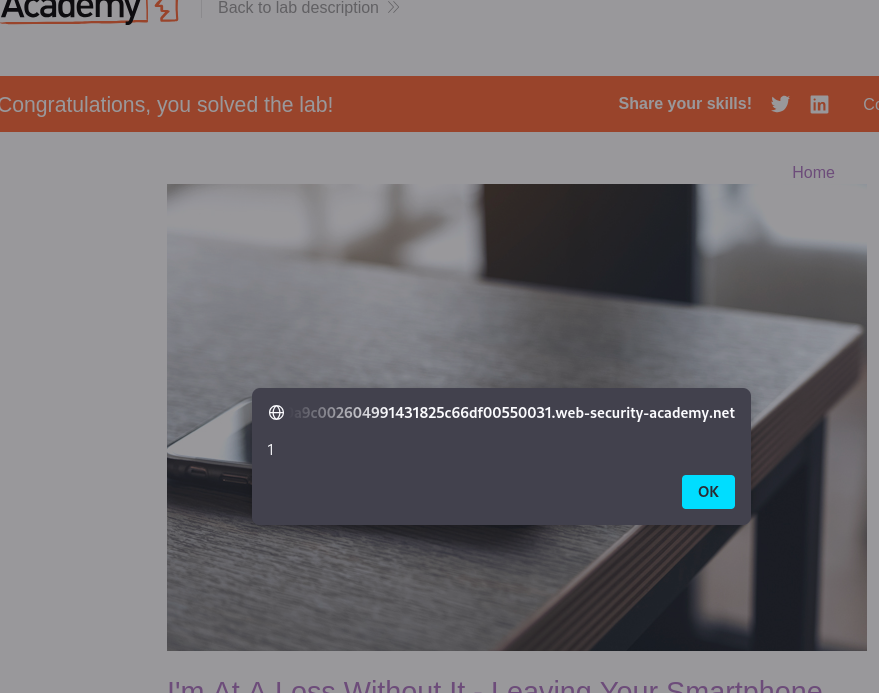 Academy
Back to lab description
Congratulations, you solved the lab!
Share your skills!
Home
a9c002604991431825c66df00550031.web-security-academy.net
1
OK
I'm At A Loss Without It - Leaving Your Smartphone